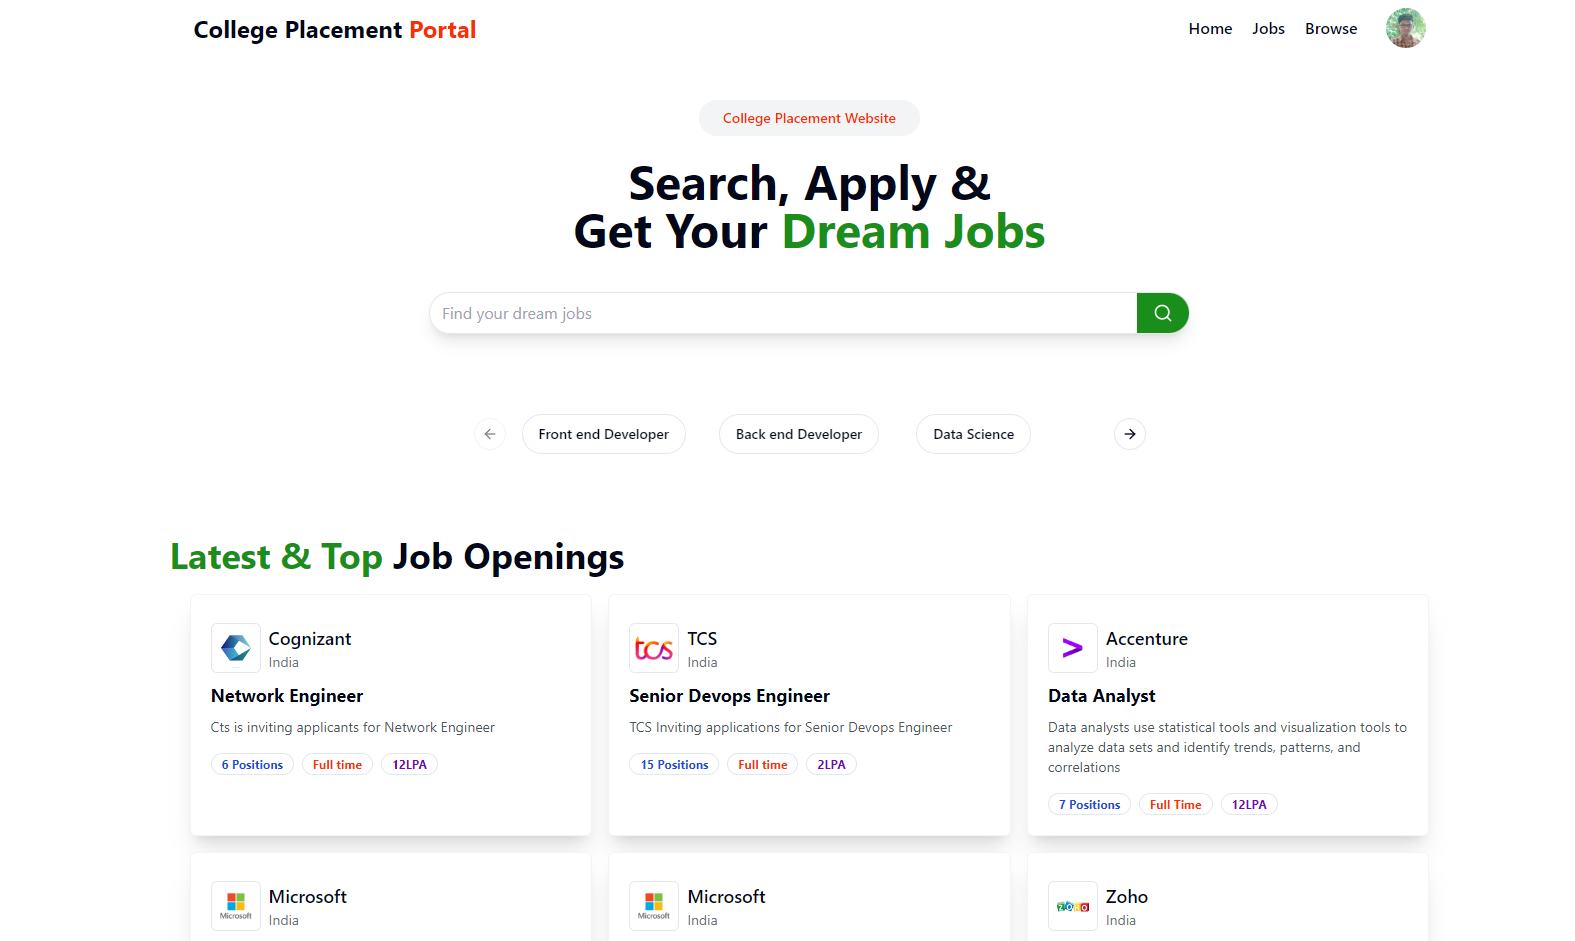 College Placement Portal
Home Jobs Browse
College Placement Website
Search, Apply &
Get Your Dream Jobs
Find your dream jobs
Front end Developer Back end Developer Data Science
Latest & Top Job Openings
Cognizant
India
Network Engineer
Cts is inviting applicants for Network Engineer
6 Positions Full time 12LPA
tcs
TCS
India
Senior Devops Engineer
TCS Inviting applications for Senior Devops Engineer
15 Positions Full time 2LPA
Accenture
India
Data Analyst
Data analysts use statistical tools and visualization tools to
analyze data sets and identify trends, patterns, and
correlations
7 Positions Full Time 12LPA
Microsoft
Microsoft
India
Microsoft
Microsoft
India
ZOHO
Zoho
India